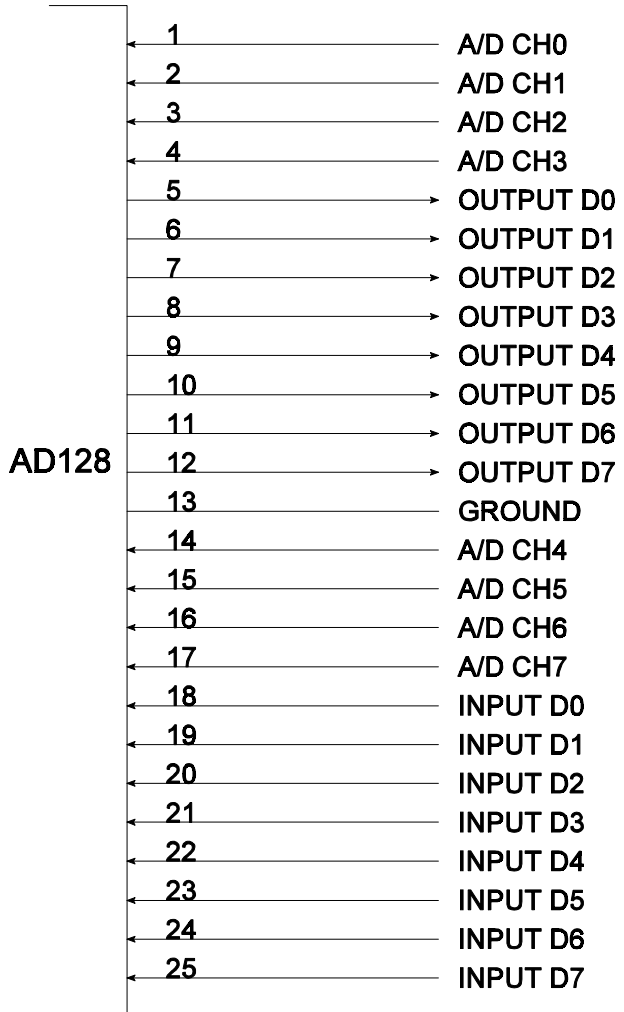 1 A/D CH0
2 A/D CH1
3 A/D CH2
4 A/D CH3
5 OUTPUT D0
6 OUTPUT D1
7 OUTPUT D2
8 OUTPUT D3
9 OUTPUT D4
10 OUTPUT D5
11 OUTPUT D6
AD128 12 OUTPUT D7
13 GROUND
14 A/D CH4
15 A/D CH5
16 A/D CH6
17 A/D CH7
18 INPUT D0
19 INPUT D1
20 INPUT D2
21 INPUT D3
22 INPUT D4
23 INPUT D5
24 INPUT D6
25 INPUT D7